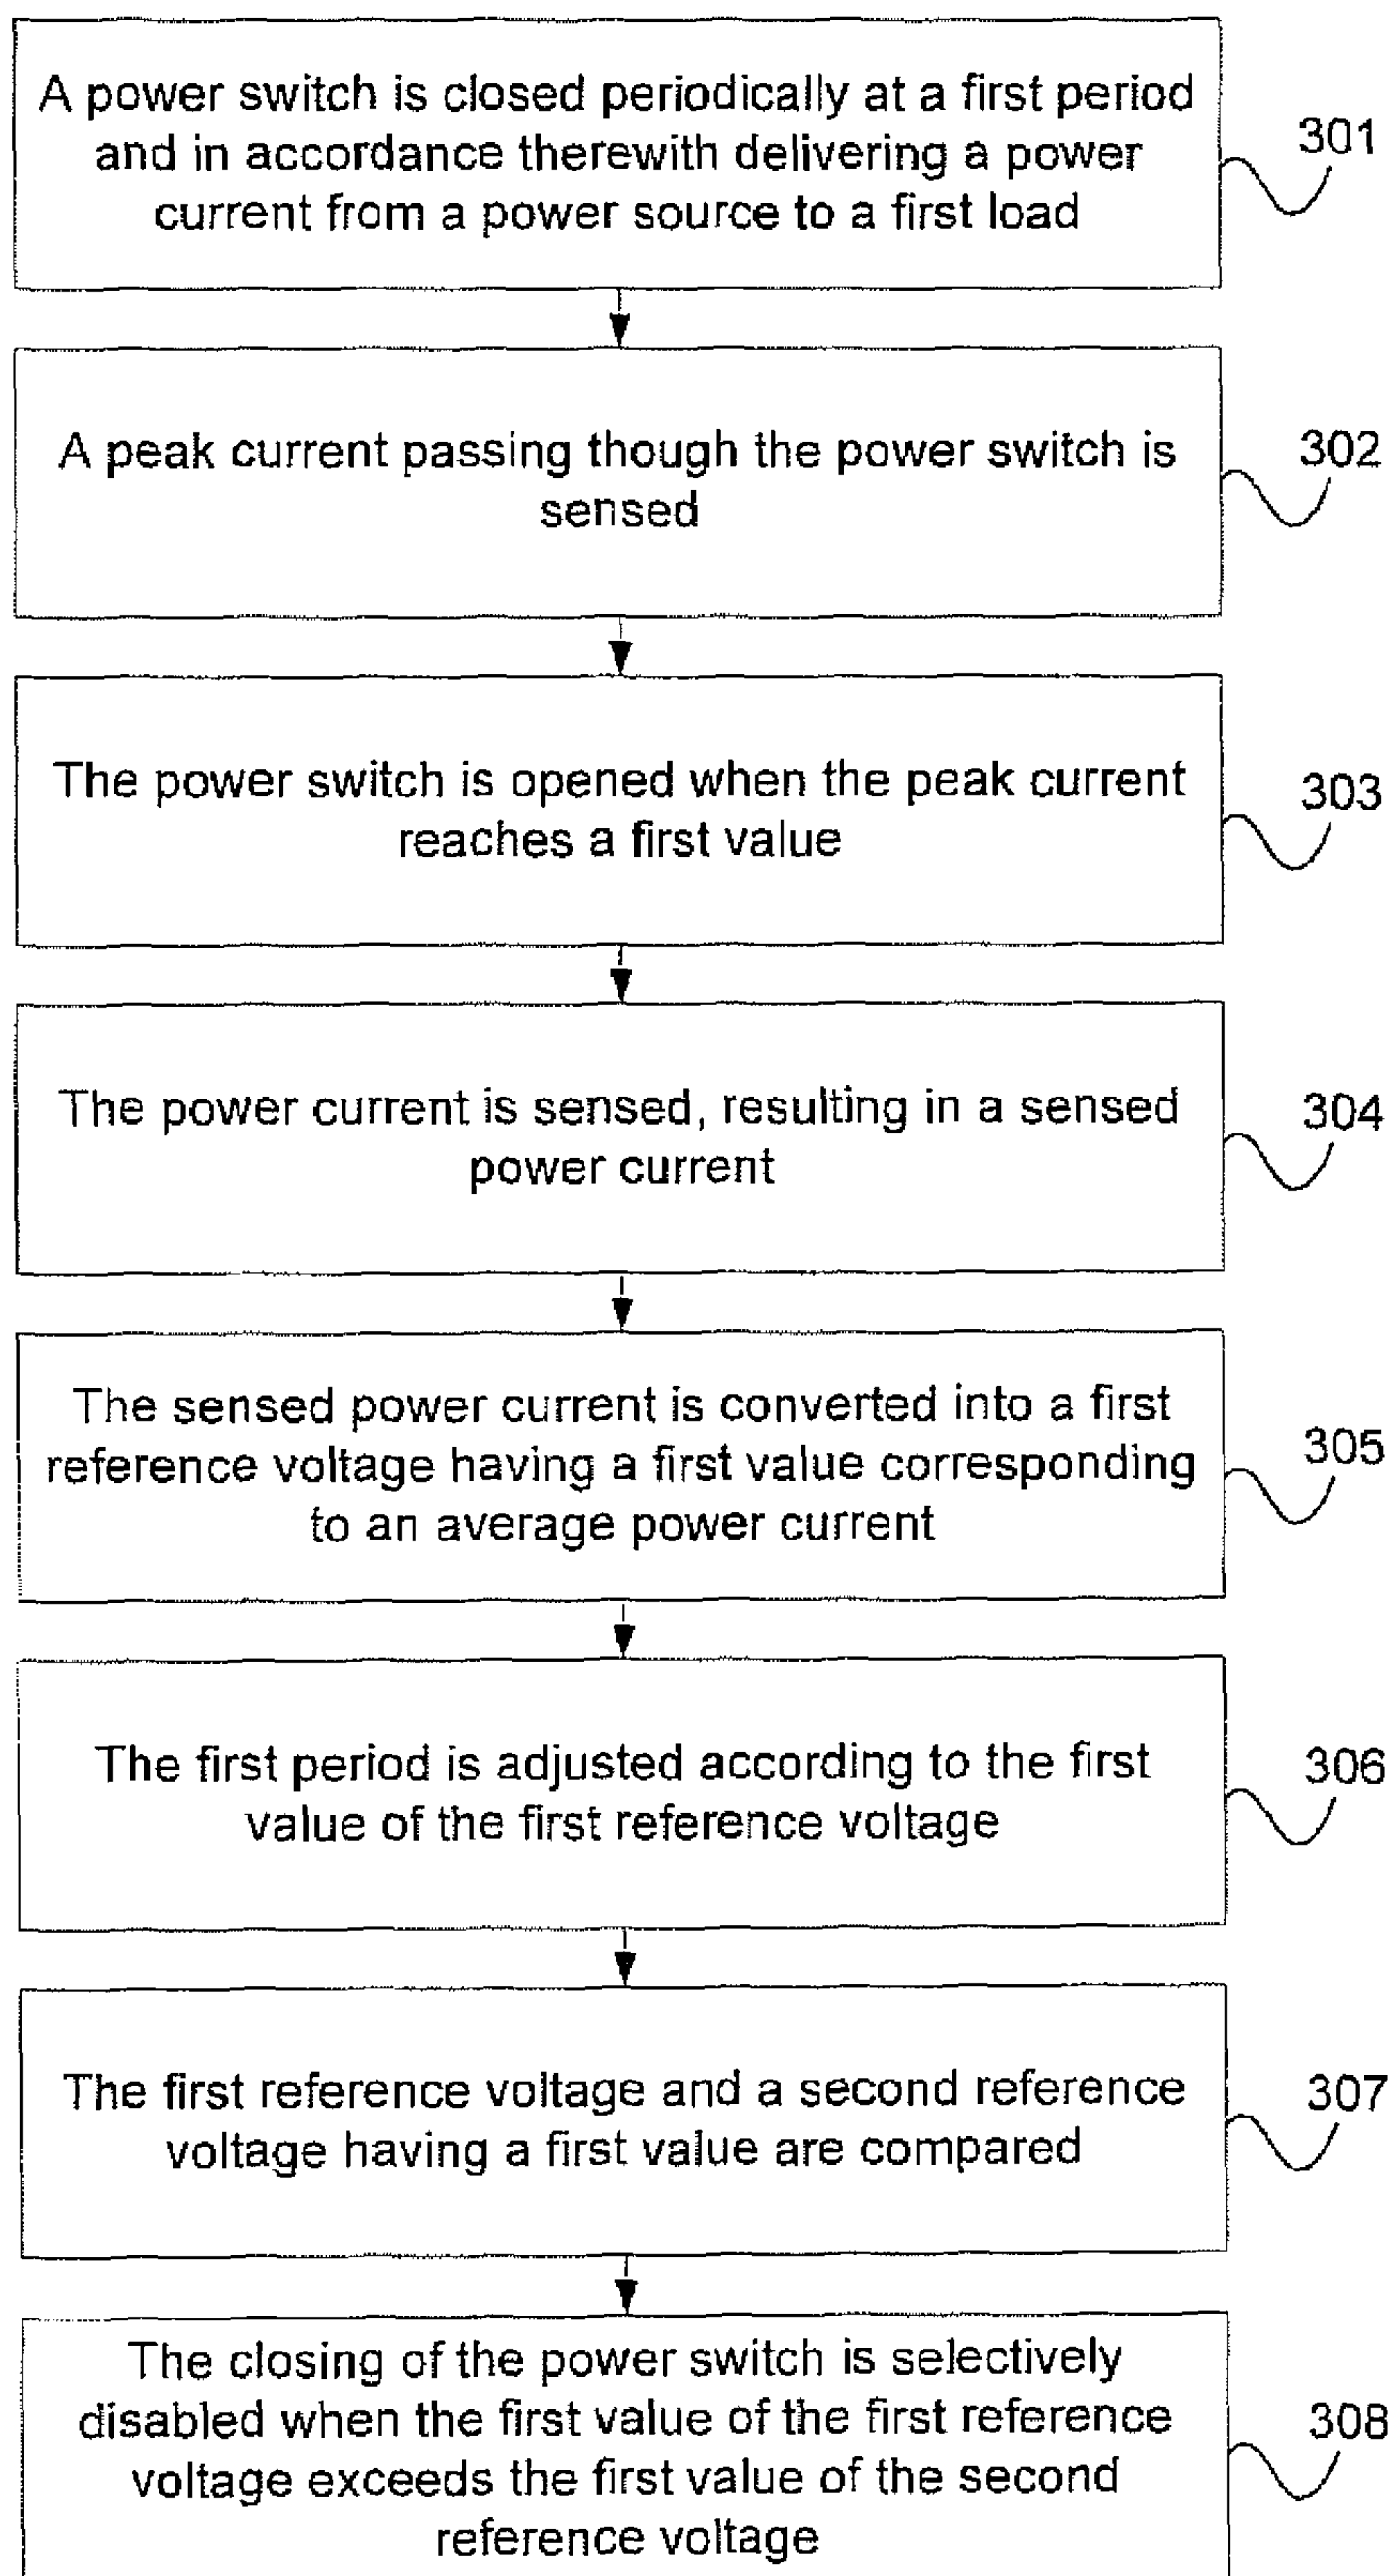 A power switch is closed periodically at a first period
and in accordance therewith delivering a power
current from a power source to a first load
301
A peak current passing though the power switch is
sensed
302
The power switch is opened when the peak current
reaches a first value
303
The power current is sensed, resulting in a sensed
power current
304
The sensed power current is converted into a first
reference voltage having a first value corresponding
to an average power current
305
The first period is adjusted according to the first
value of the first reference voltage
306
The first reference voltage and a second reference
voltage having a first value are compared
307
The closing of the power switch is selectively
disabled when the first value of the first reference
voltage exceeds the first value of the second
reference voltage
308